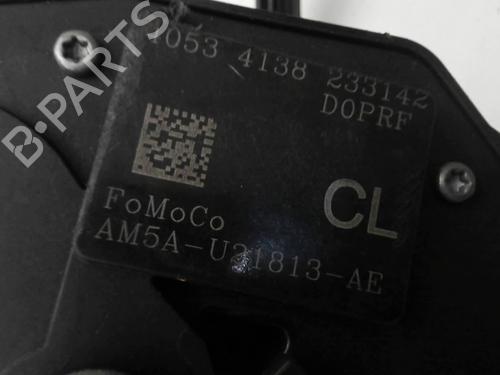 4053 4138 233142
D0PRF
CL
FoMoCo
AM5A-U21813-AE
B-PARTS